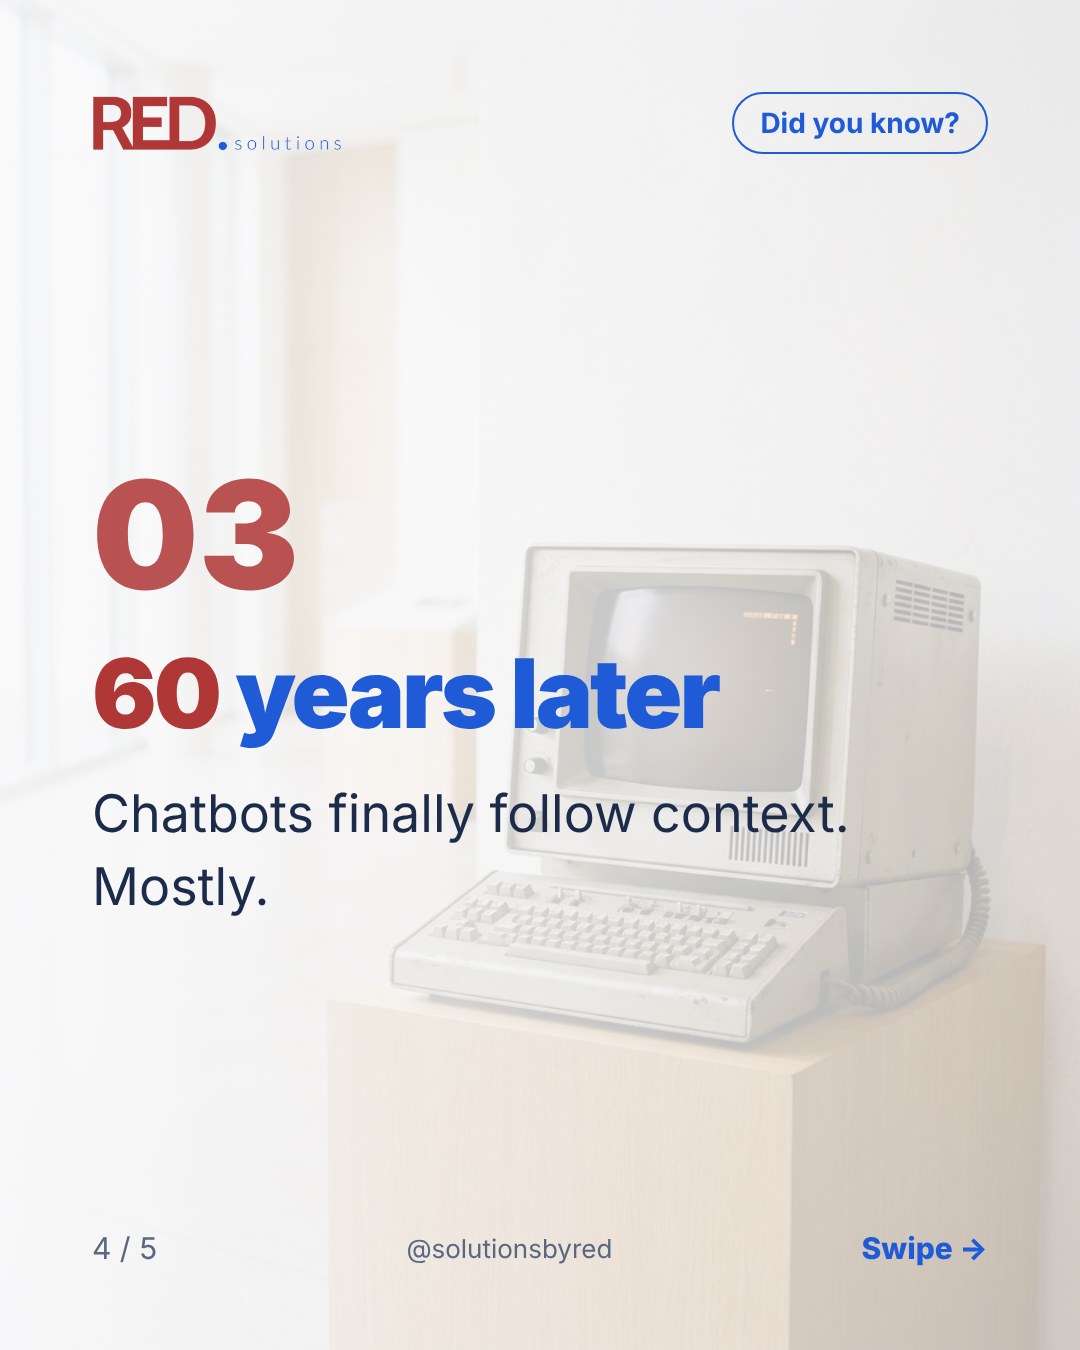 RED.solutions
Did you know?
03
60 years later
Chatbots finally follow context.
Mostly.
4 / 5
@solutionsbyred
Swipe →